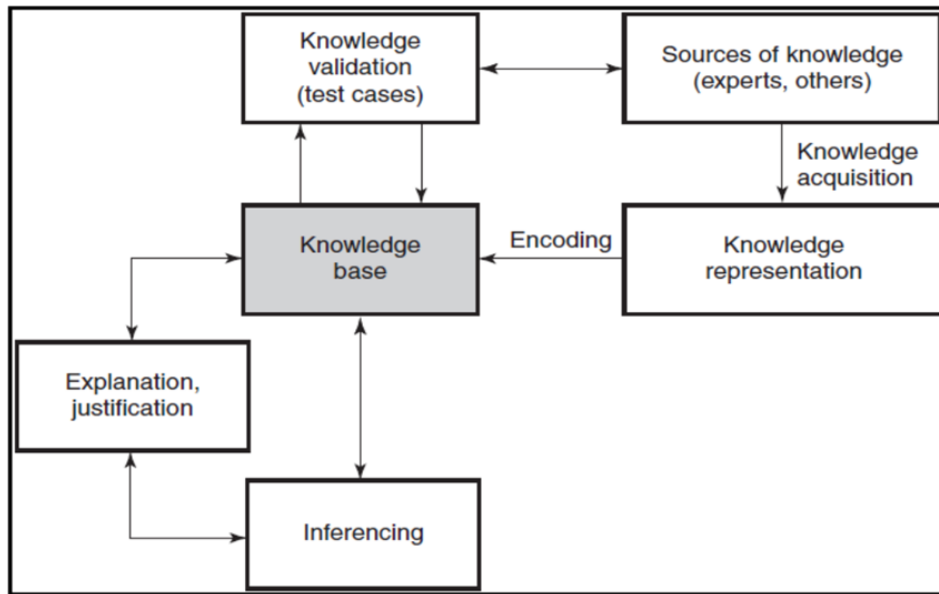 Knowledge
validation
(test cases)
Sources of knowledge
(experts, others)
Knowledge
acquisition
Knowledge
base
Encoding
Knowledge
representation
Explanation,
justification
Inferencing